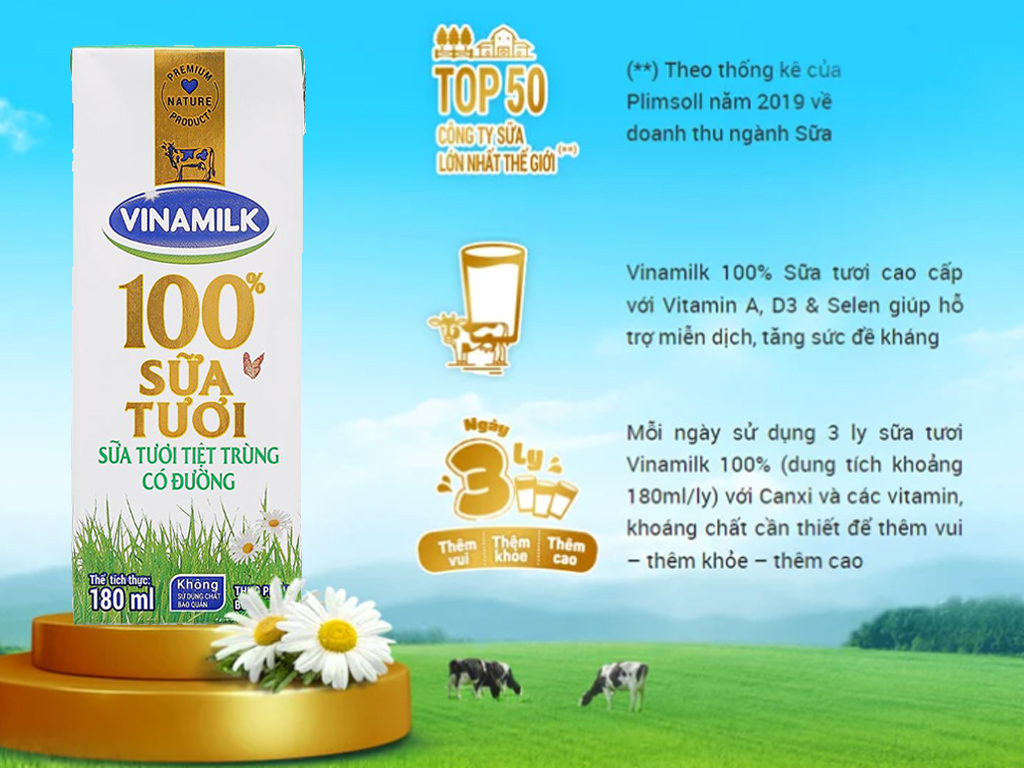 PREMIUM
NATURE
PRODUCT
VINAMILK
100%
SỮA
TƯƠI
SỮA TƯƠI TIỆT TRÙNG
CÓ ĐƯỜNG
Thể tích thực:
180 ml
Không
SỬ DỤNG CHẤT
BẢO QUẢN
TOP 50
CÔNG TY SỮA
LỚN NHẤT THẾ GIỚI (**)
(**) Theo thống kê của
Plimsoll năm 2019 về
doanh thu ngành Sữa
Vinamilk 100% Sữa tươi cao cấp
với Vitamin A, D3 & Selen giúp hỗ
trợ miễn dịch, tăng sức đề kháng
Ngày
3 Ly
Thêm vui
Thêm khỏe
Thêm cao
Mỗi ngày sử dụng 3 ly sữa tươi
Vinamilk 100% (dung tích khoảng
180ml/ly) với Canxi và các vitamin,
khoáng chất cần thiết để thêm vui
– thêm khỏe – thêm cao